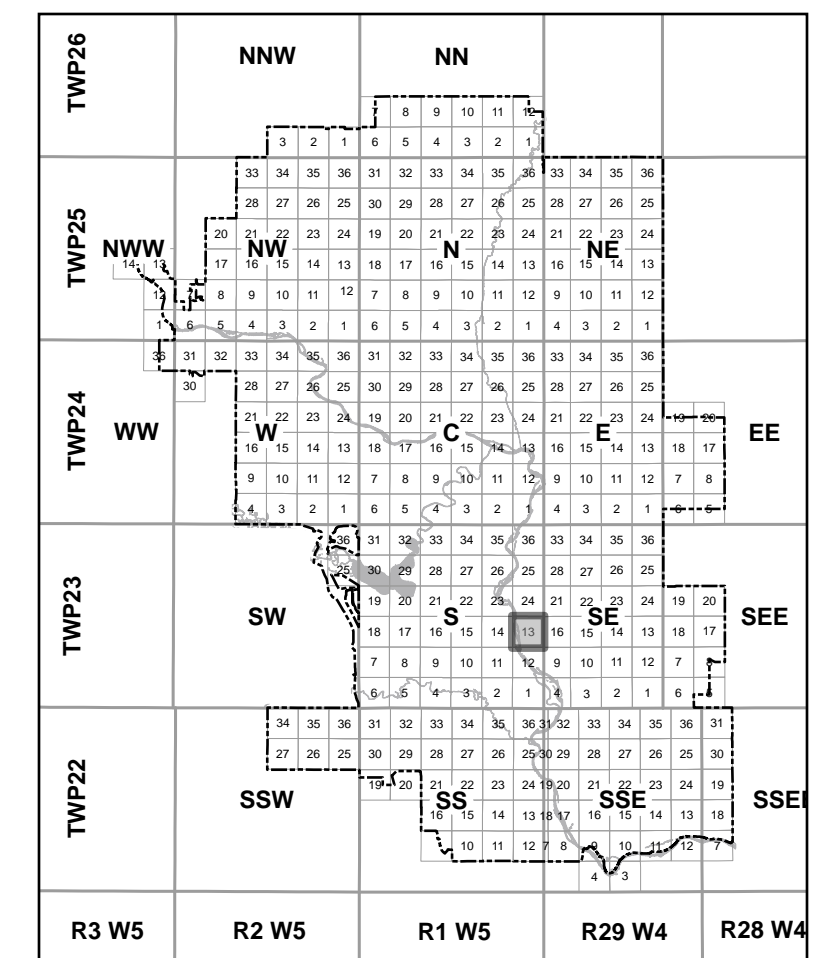 NNW NN
TWP26
7 8 9 10 11 12
3 2 1 6 5 4 3 2 1
33 34 35 36 31 32 33 34 35 36 33 34 35 36
28 27 26 25 30 29 28 27 26 25 28 27 26 25
TWP25
20 21 22 23 24 19 20 21 22 23 24 21 22 23 24
NWW NW N NE
14 13 17 16 15 14 13 18 17 16 15 14 13 16 15 14 13
12 7 8 9 10 11 12 7 8 9 10 11 12 9 10 11 12
1 6 5 4 3 2 1 6 5 4 3 2 1 4 3 2 1
36 31 32 33 34 35 36 31 32 33 34 35 36 33 34 35 36
30 28 27 26 25 30 29 28 27 26 25 28 27 26 25
TWP24
21 22 23 24 19 20 21 22 23 24 21 22 23 24 19 20
WW W C E EE
16 15 14 13 18 17 16 15 14 13 16 15 14 13 18 17
9 10 11 12 7 8 9 10 11 12 9 10 11 12 7 8
4 3 2 1 6 5 4 3 2 1 4 3 2 1 6 5
36 31 32 33 34 35 36 33 34 35 36
25 30 29 28 27 26 25 28 27 26 25
TWP23
19 20 21 22 23 24 21 22 23 24 19 20
SW S SE SEE
18 17 16 15 14 13 16 15 14 13 18 17
7 8 9 10 11 12 9 10 11 12 7 8
6 5 4 3 2 1 4 3 2 1 6
34 35 36 31 32 33 34 35 36 31 32 33 34 35 36 31
27 26 25 30 29 28 27 26 25 30 29 28 27 26 25 30
TWP22
19 20 21 22 23 24 19 20 21 22 23 24 19
SSW SS SSE
16 15 14 13 18 17 16 15 14 13 18
10 11 12 7 8 9 10 11 12 7
4 3
R3 W5 R2 W5 R1 W5 R29 W4 R28 W4